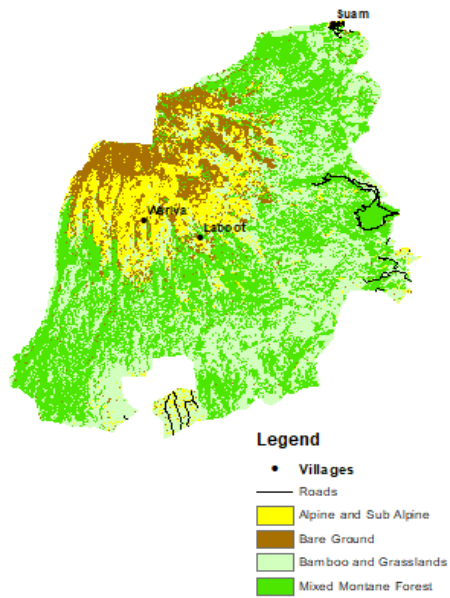 Suam
Wariya
Laboot
Legend
Villages
Roads
Alpine and Sub Alpine
Bare Ground
Bamboo and Grasslands
Mixed Montane Forest